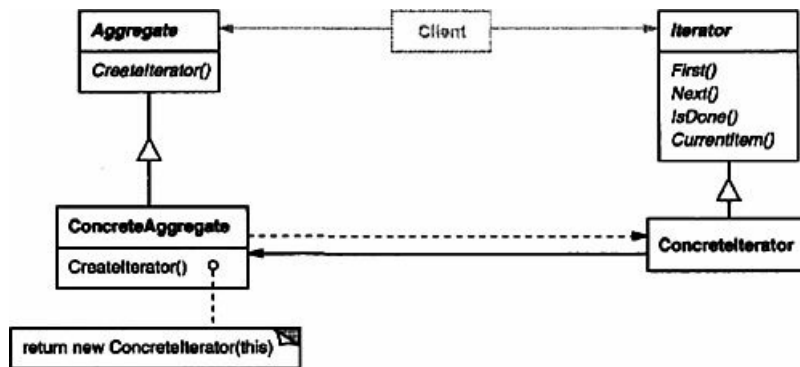 Aggregate
CreateIterator()
Client
Iterator
First()
Next()
IsDone()
CurrentItem()
ConcreteAggregate
CreateIterator()
ConcreteIterator
return new ConcreteIterator(this)